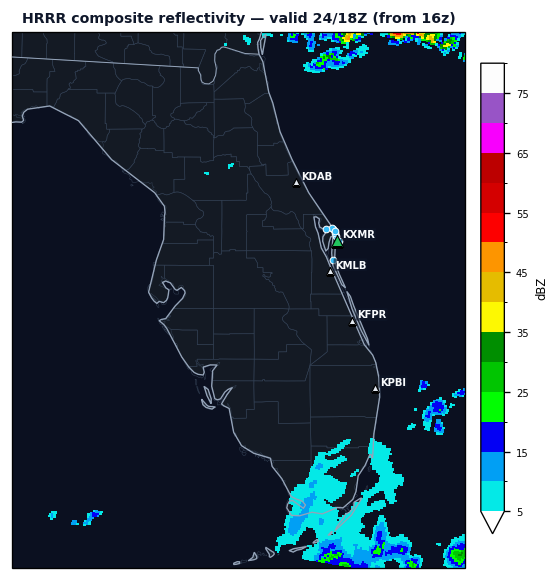 HRRR composite reflectivity — valid 24/18Z (from 16z)
KDAB
KXMR
KMLB
KFPR
KPBI
75
65
55
45
35
25
15
5
dBZ